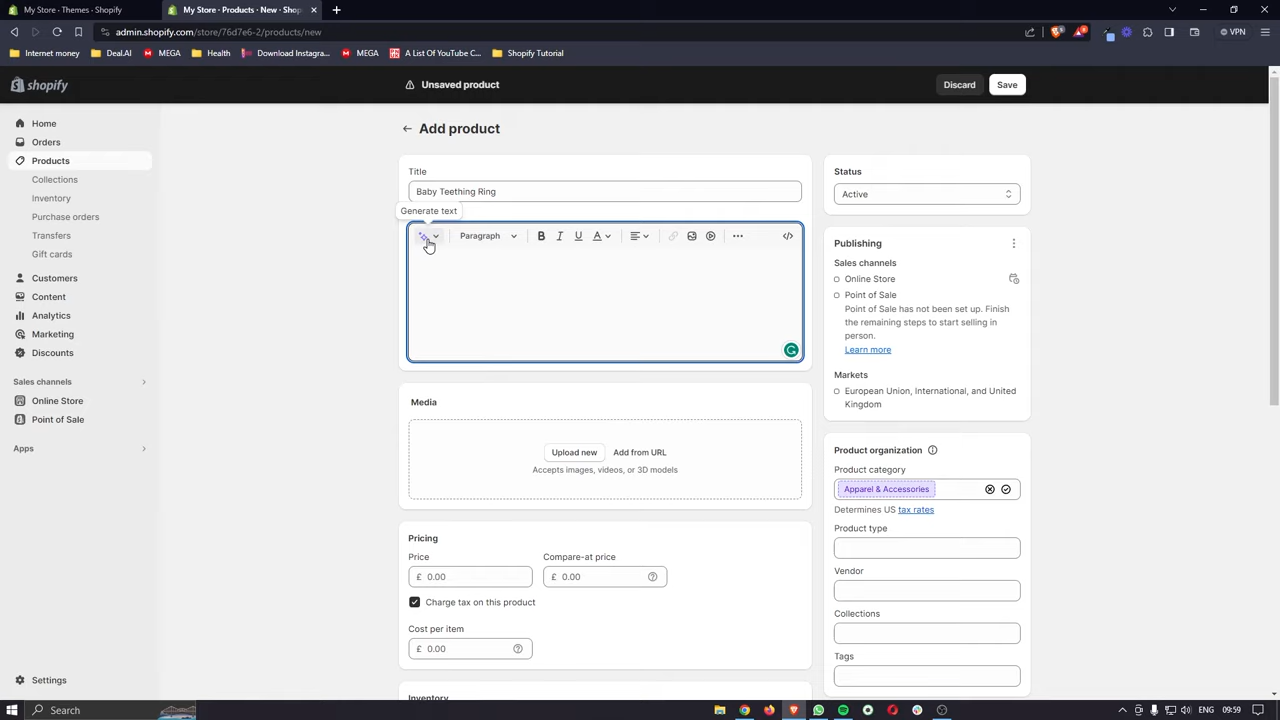 My Store - Themes - Shopify
My Store - Products - New - Shop
admin.shopify.com/store/76d7e6-2/products/new
VPN
Internet money
Deal.AI
MEGA
Health
Download Instagra...
MEGA
A List Of YouTube C...
Shopify Tutorial
shopify
Unsaved product
Discard
Save
Home
Orders
Products
Collections
Inventory
Purchase orders
Transfers
Gift cards
Customers
Content
Analytics
Marketing
Discounts
Sales channels
Online Store
Point of Sale
Apps
Settings
Add product
Title
Baby Teething Ring
Generate text
Paragraph
B I U A
Media
Upload new
Add from URL
Accepts images, videos, or 3D models
Pricing
Price
Compare-at price
£ 0.00
£ 0.00
Charge tax on this product
Cost per item
£ 0.00
Inventory
Status
Active
Publishing
Sales channels
Online Store
Point of Sale
Point of Sale has not been set up. Finish
the remaining steps to start selling in
person.
Learn more
Markets
European Union, International, and United
Kingdom
Product organization
Product category
Apparel & Accessories
Determines US tax rates
Product type
Vendor
Collections
Tags
Search
ENG
09:59